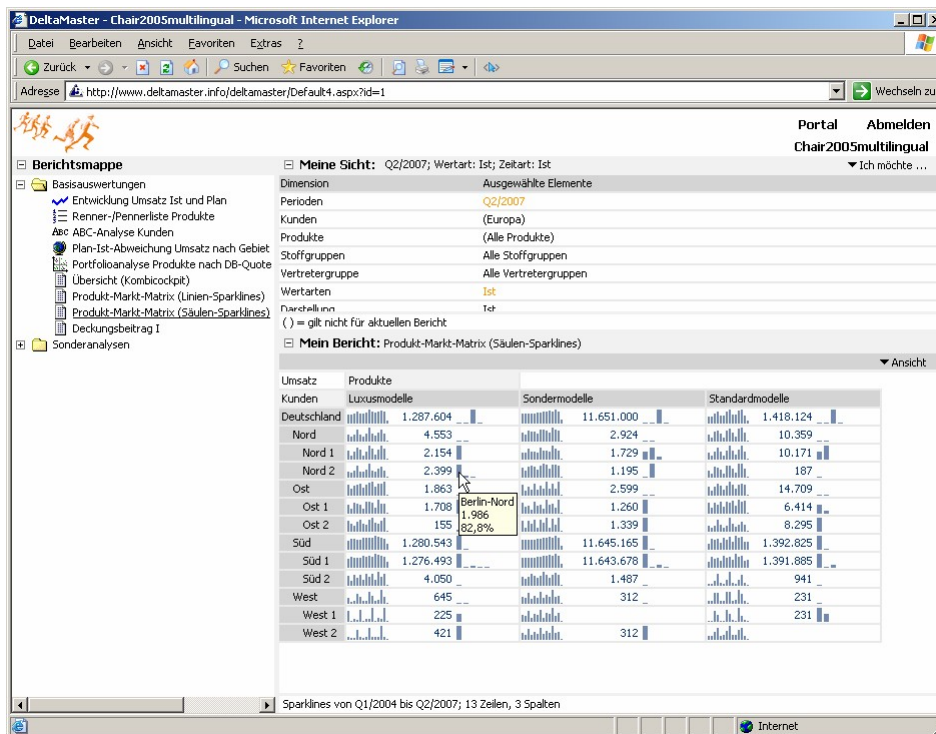 DeltaMaster - Chair2005multilingual - Microsoft Internet Explorer
Datei Bearbeiten Ansicht Favoriten Extras ?
Zurück Suchen Favoriten
Adresse http://www.deltamaster.info/deltamaster/Default4.aspx?id=1 Wechseln zu
Portal Abmelden
Chair2005multilingual
Berichtsmappe
Basisauswertungen
Entwicklung Umsatz Ist und Plan
Renner-/Pennerliste Produkte
ABC ABC-Analyse Kunden
Plan-Ist-Abweichung Umsatz nach Gebiet
Portfolioanalyse Produkte nach DB-Quote
Übersicht (Kombicockpit)
Produkt-Markt-Matrix (Linien-Sparklines)
Produkt-Markt-Matrix (Säulen-Sparklines)
Deckungsbeitrag I
Sonderanalysen
Meine Sicht: Q2/2007; Wertart: Ist; Zeitart: Ist Ich möchte ...
Dimension Ausgewählte Elemente
Perioden Q2/2007
Kunden (Europa)
Produkte (Alle Produkte)
Stoffgruppen Alle Stoffgruppen
Vertretergruppe Alle Vertretergruppen
Wertarten Ist
Darstellung Ist
( ) = gilt nicht für aktuellen Bericht
Mein Bericht: Produkt-Markt-Matrix (Säulen-Sparklines)
Ansicht
Umsatz Produkte
Kunden Luxusmodelle Sondermodelle Standardmodelle
Deutschland 1.287.604 11.651.000 1.418.124
Nord 4.553 2.924 10.359
Nord 1 2.154 1.729 10.171
Nord 2 2.399 1.195 187
Ost 1.863 2.599 14.709
Ost 1 1.708 1.260 6.414
Ost 2 155 1.339 8.295
Berlin-Nord
1.986
82,8%
Süd 1.280.543 11.645.165 1.392.825
Süd 1 1.276.493 11.643.678 1.391.885
Süd 2 4.050 1.487 941
West 645 312 231
West 1 225 231
West 2 421 312
Sparklines von Q1/2004 bis Q2/2007; 13 Zeilen, 3 Spalten
Internet